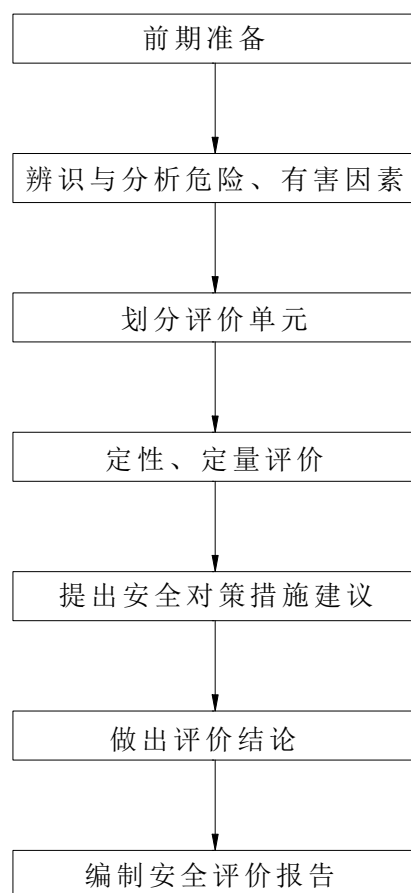 前期准备
辨识与分析危险、有害因素
划分评价单元
定性、定量评价
提出安全对策措施建议
做出评价结论
编制安全评价报告